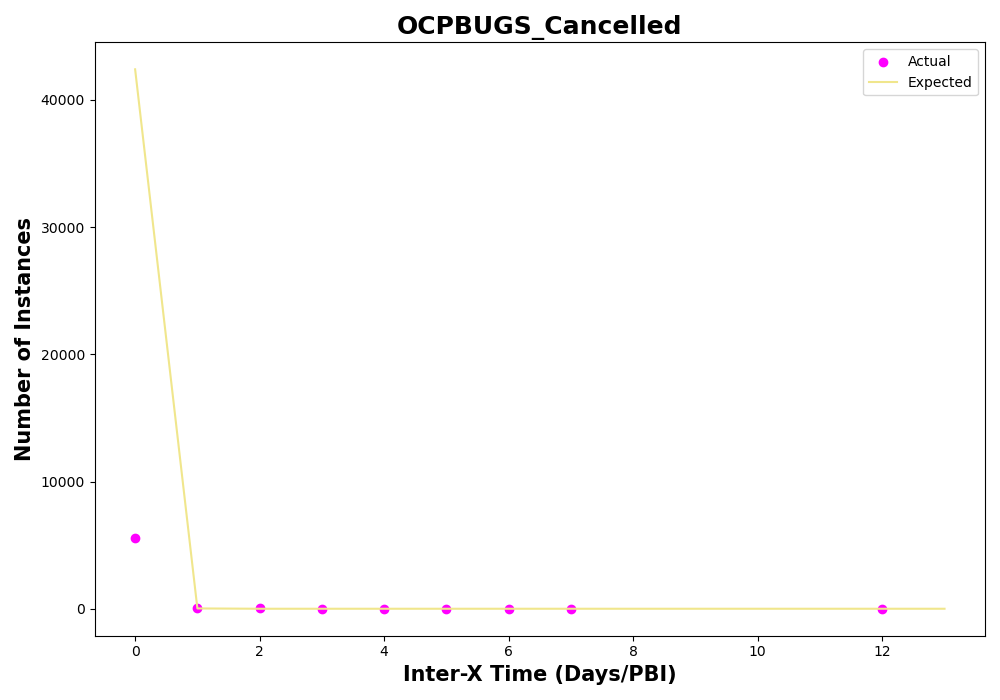 OCPBUGS_Cancelled
Actual
Expected
Number of Instances
40000
30000
20000
10000
0
0 2 4 6 8 10 12
Inter-X Time (Days/PBI)